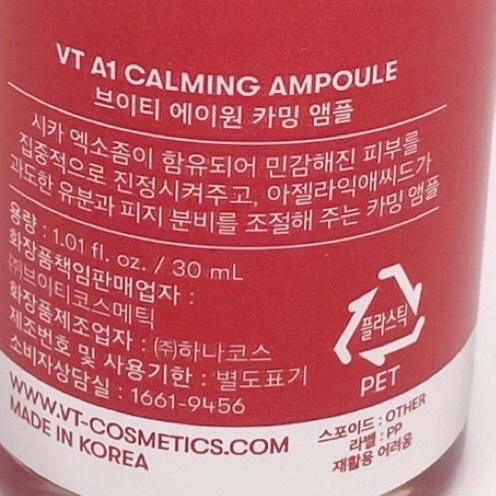 VT A1 CALMING AMPOULE
브이티 에이원 카밍 앰플
시카 엑소좀이 함유되어 민감해진 피부를
집중적으로 진정시켜주고, 아젤라익애씨드가
과도한 유분과 피지 분비를 조절해 주는 카밍 앰플
용량 : 1.01 fl. oz. / 30 mL
화장품책임판매업자 :
㈜브이티코스메틱
화장품제조업자 : ㈜하나코스
제조번호 및 사용기한 : 별도표기
소비자상담실 : 1661-9456
플라스틱
PET
WWW.VT-COSMETICS.COM
MADE IN KOREA
스포이드 : OTHER
라벨 : PP
재활용 어려움